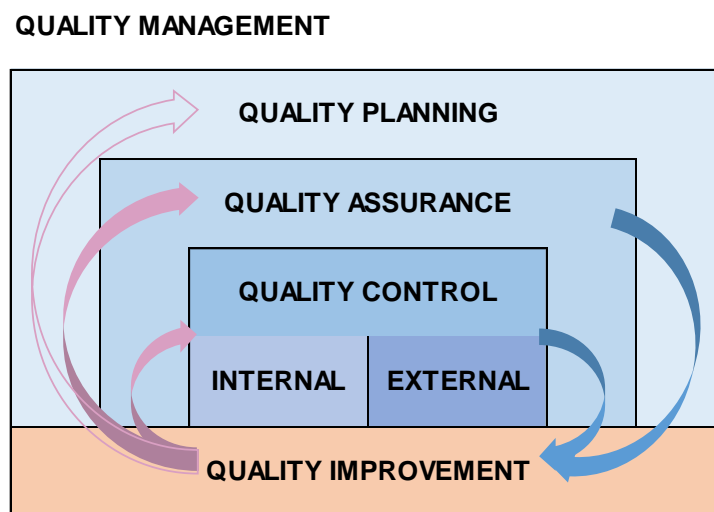 QUALITY MANAGEMENT
QUALITY PLANNING
QUALITY ASSURANCE
QUALITY CONTROL
INTERNAL
EXTERNAL
QUALITY IMPROVEMENT